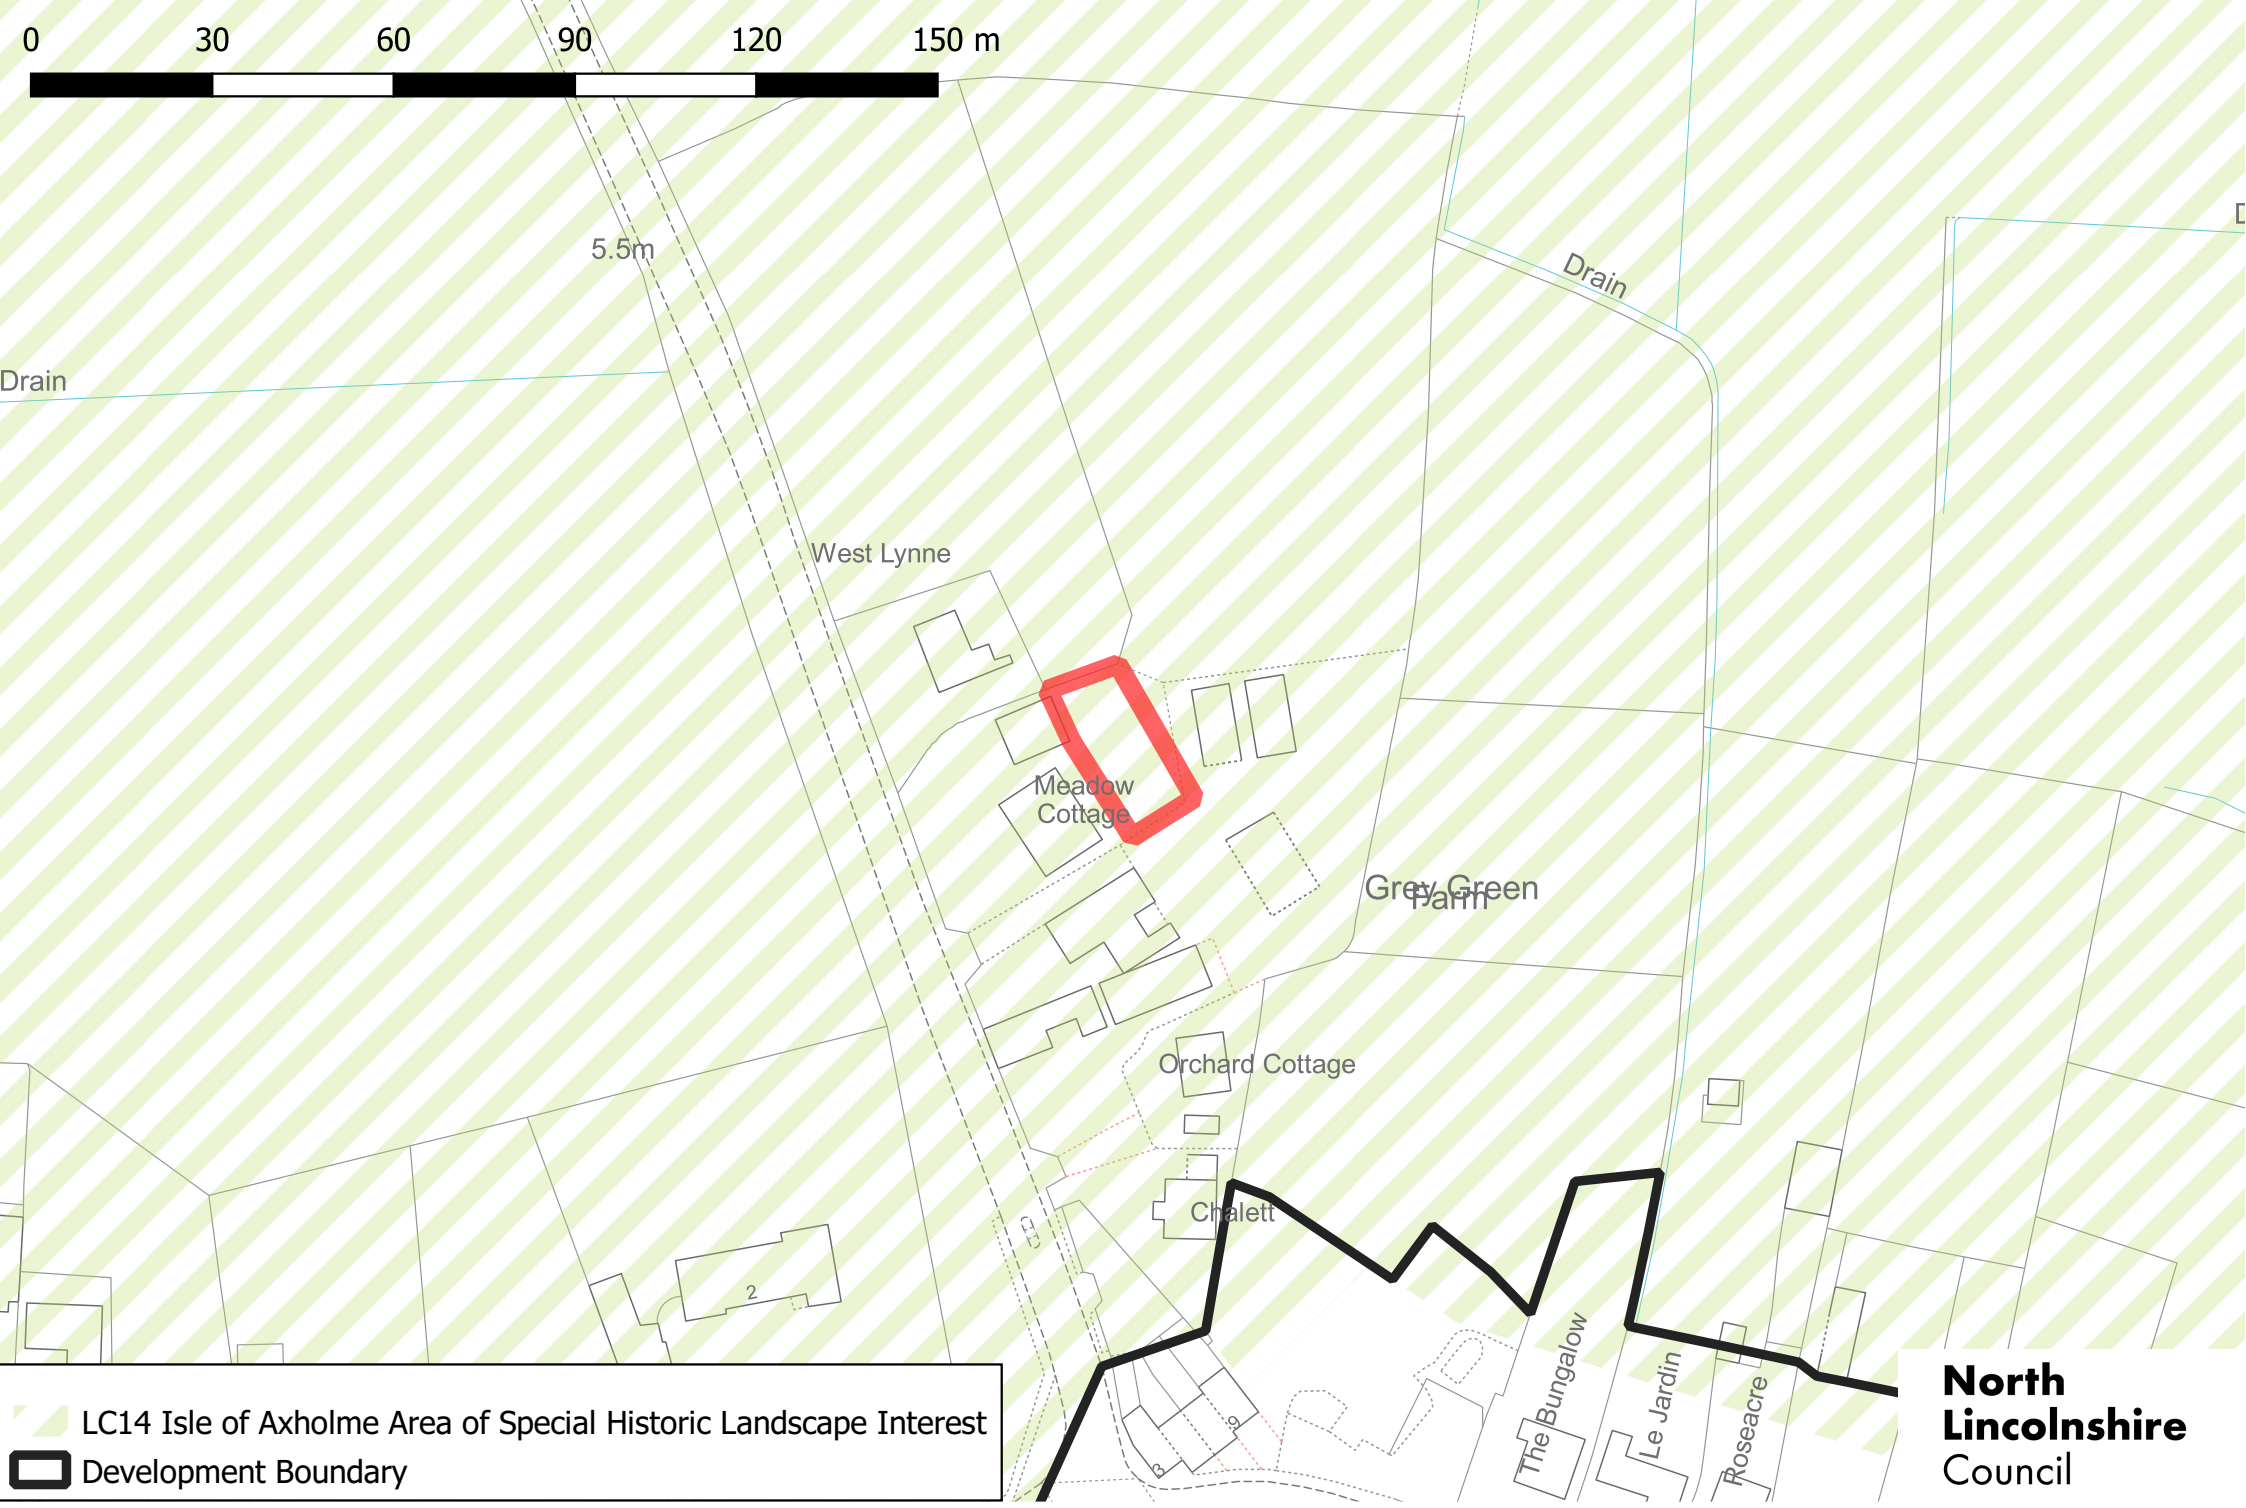 0 30 60 90 120 150 m
5.5m
Drain
Drain
West Lynne
Meadow
Cottage
Grey Green
Farm
Orchard Cottage
Chalett
2
9
3
The Bungalow
Le Jardin
Roseacre
LC14 Isle of Axholme Area of Special Historic Landscape Interest
Development Boundary
North
Lincolnshire
Council